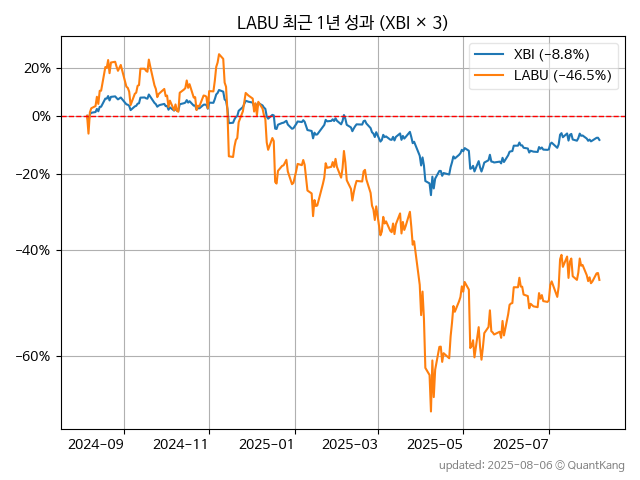 LABU 최근 1년 성과 (XBI × 3)
XBI (−8.8%)
LABU (−46.5%)
20%
0%
−20%
−40%
−60%
2024-09 2024-11 2025-01 2025-03 2025-05 2025-07
updated: 2025-08-06 © QuantKang